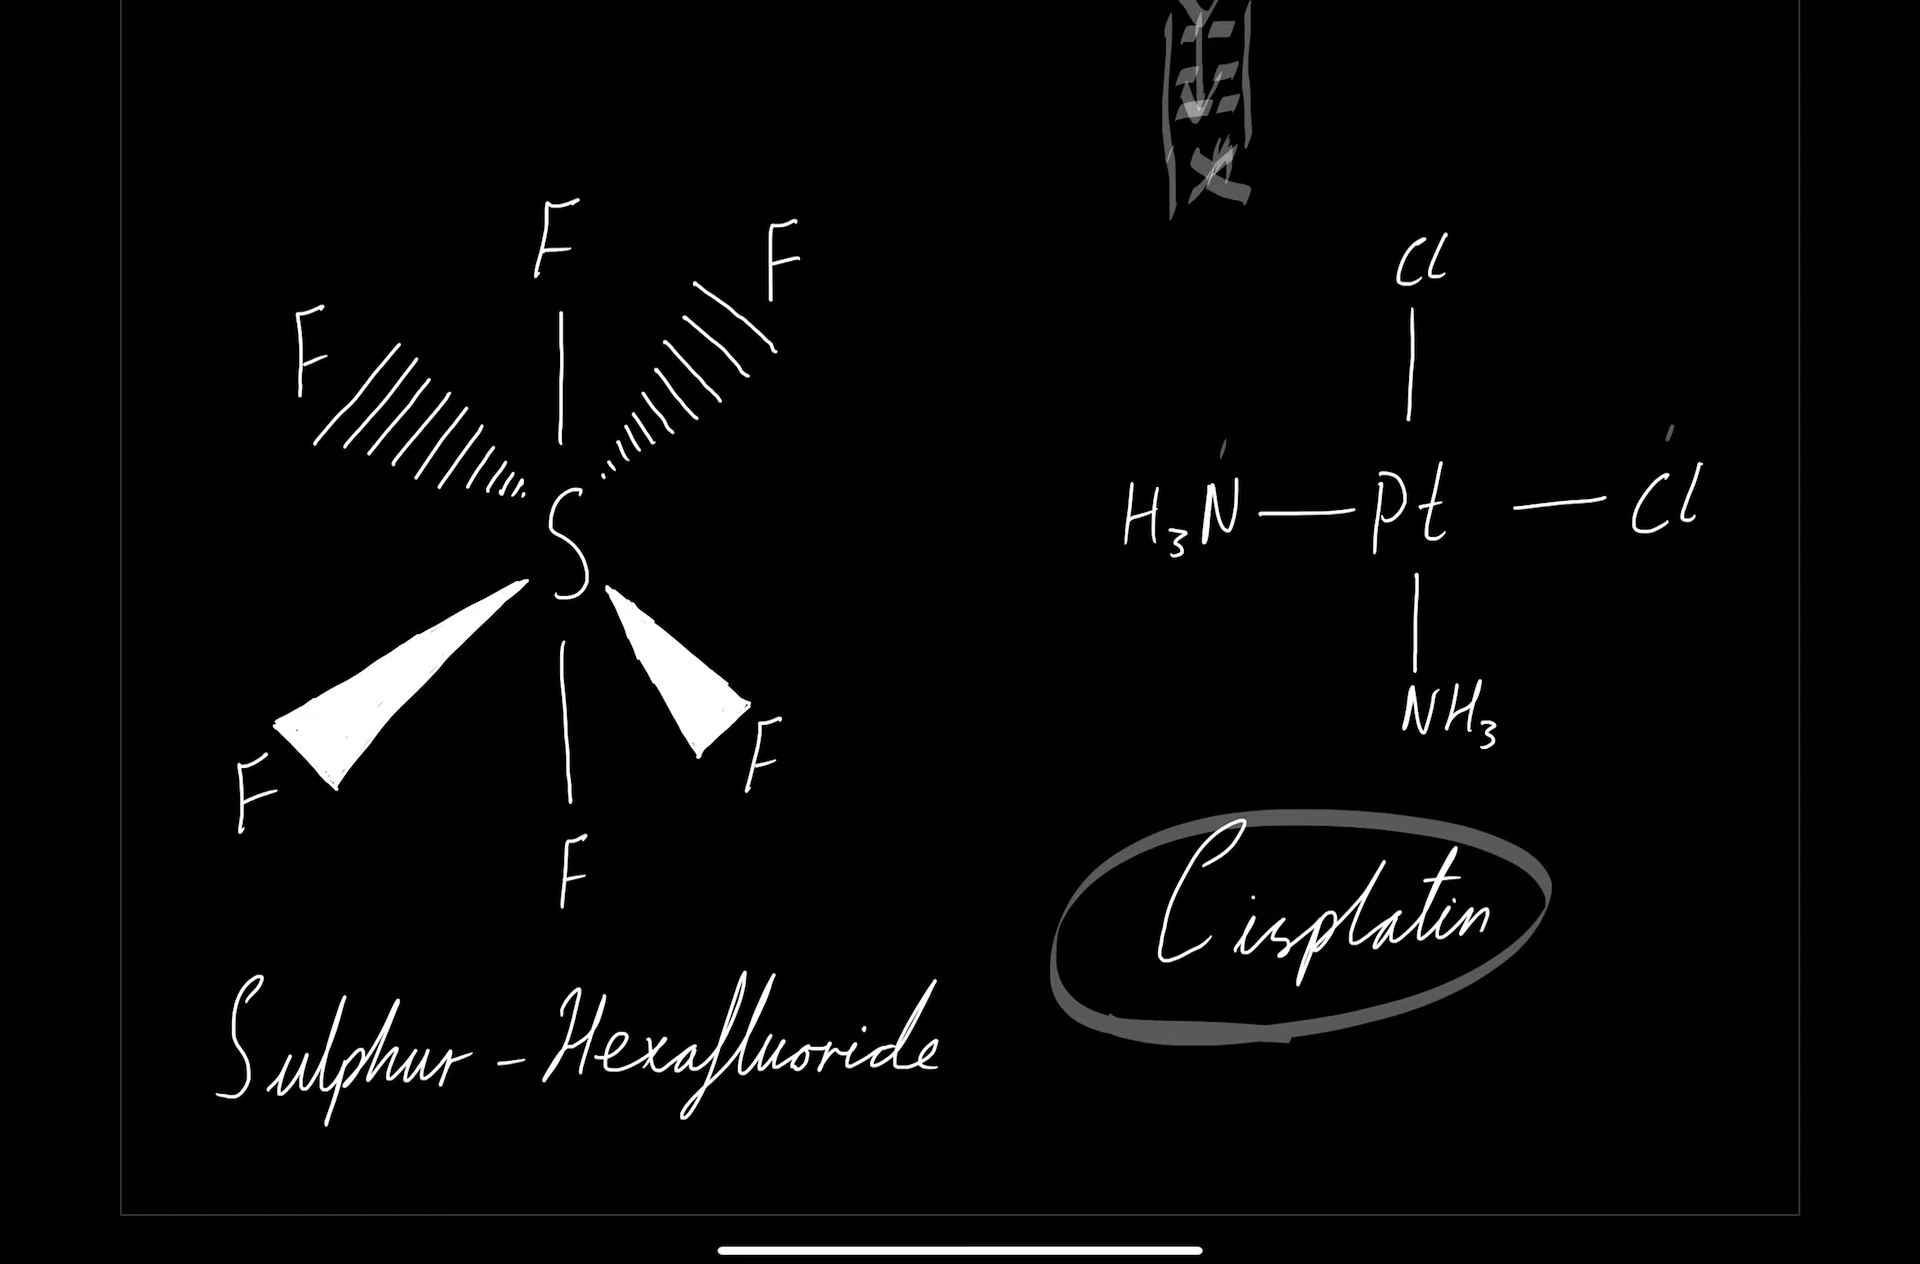 F
F
F
S
F
F
F
Sulphur - Hexafluoride
Cl
H₃N — Pt — Cl
NH₃
Cisplatin